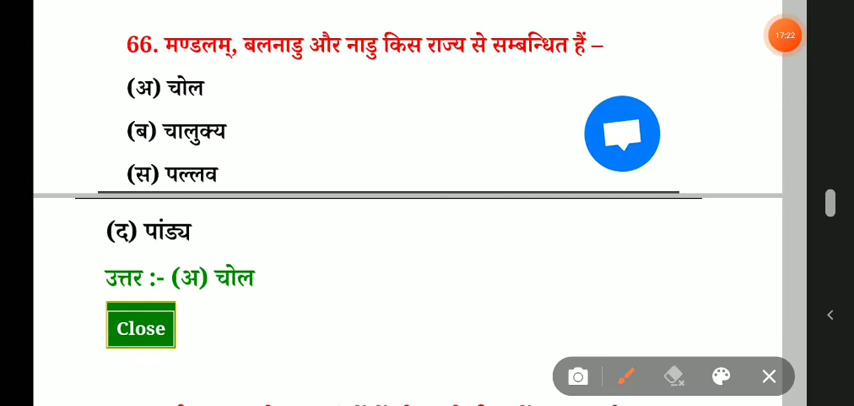 17:22
66. मण्डलम्, बलनाडु और नाडु किस राज्य से सम्बन्धित हैं –
(अ) चोल
(ब) चालुक्य
(स) पल्लव
(द) पांड्य
उत्तर :- (अ) चोल
Close